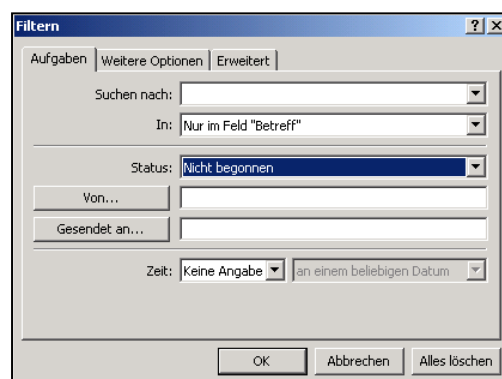 Filtern
Aufgaben Weitere Optionen Erweitert
Suchen nach:
In: Nur im Feld "Betreff"
Status: Nicht begonnen
Von...
Gesendet an...
Zeit: Keine Angabe an einem beliebigen Datum
OK Abbrechen Alles löschen